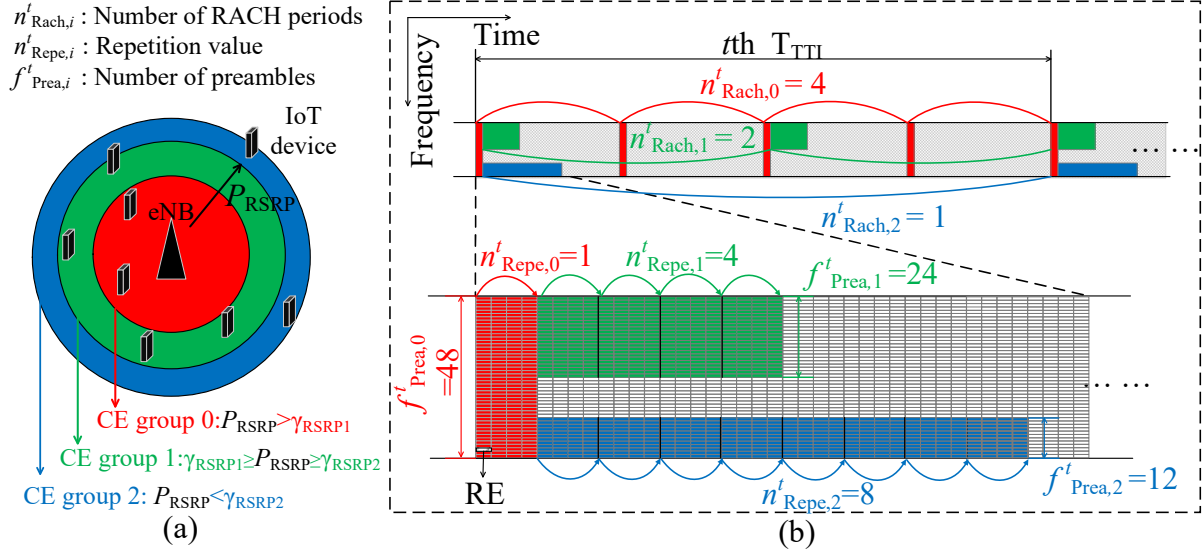 n^t_Rach,i : Number of RACH periods
n^t_Repe,i : Repetition value
f^t_Prea,i : Number of preambles
IoT
device
P_RSRP
eNB
CE group 0:P_RSRP>γ_RSRP1
CE group 1:γ_RSRP1≥P_RSRP≥γ_RSRP2
CE group 2: P_RSRP<γ_RSRP2
(a)
Time
Frequency
tth T_TTI
n^t_Rach,0 = 4
n^t_Rach,1 = 2
n^t_Rach,2 = 1
... ...
n^t_Repe,0=1
n^t_Repe,1=4
f^t_Prea,1=24
f^t_Prea,0
=48
... ...
RE
n^t_Repe,2=8
f^t_Prea,2=12
(b)